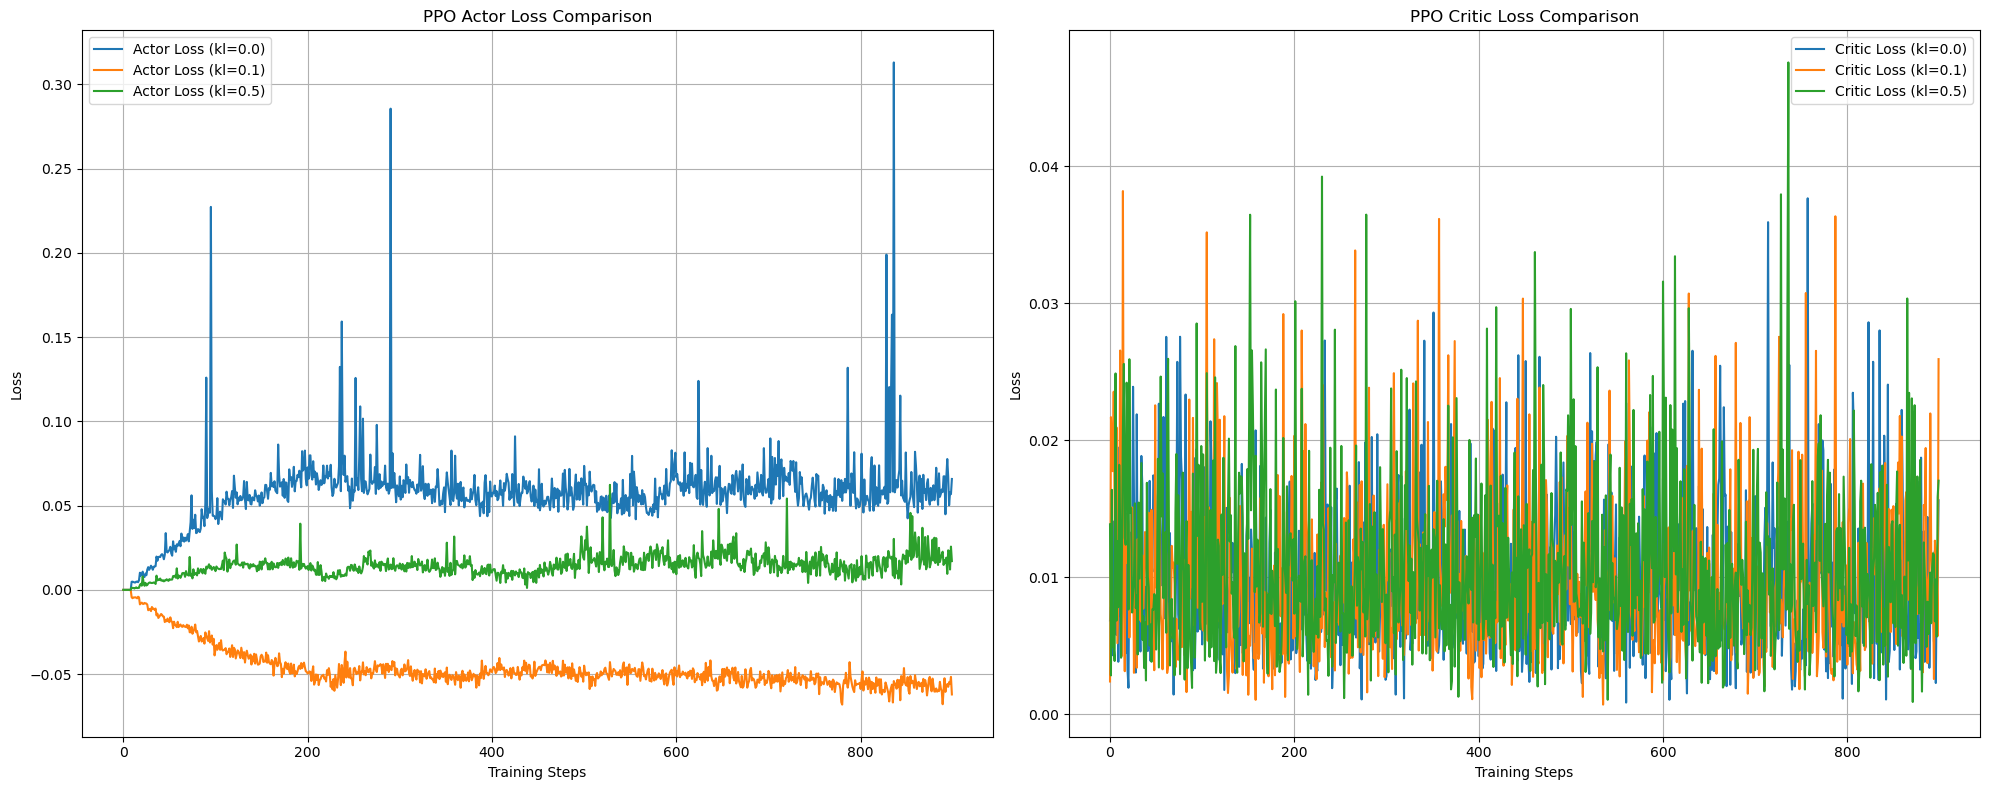 PPO Actor Loss Comparison
Actor Loss (kl=0.0)
Actor Loss (kl=0.1)
Actor Loss (kl=0.5)
0.30
0.25
0.20
0.15
0.10
0.05
0.00
−0.05
Loss
0
200
400
600
800
Training Steps
PPO Critic Loss Comparison
Critic Loss (kl=0.0)
Critic Loss (kl=0.1)
Critic Loss (kl=0.5)
0.04
0.03
0.02
0.01
0.00
Loss
0
200
400
600
800
Training Steps